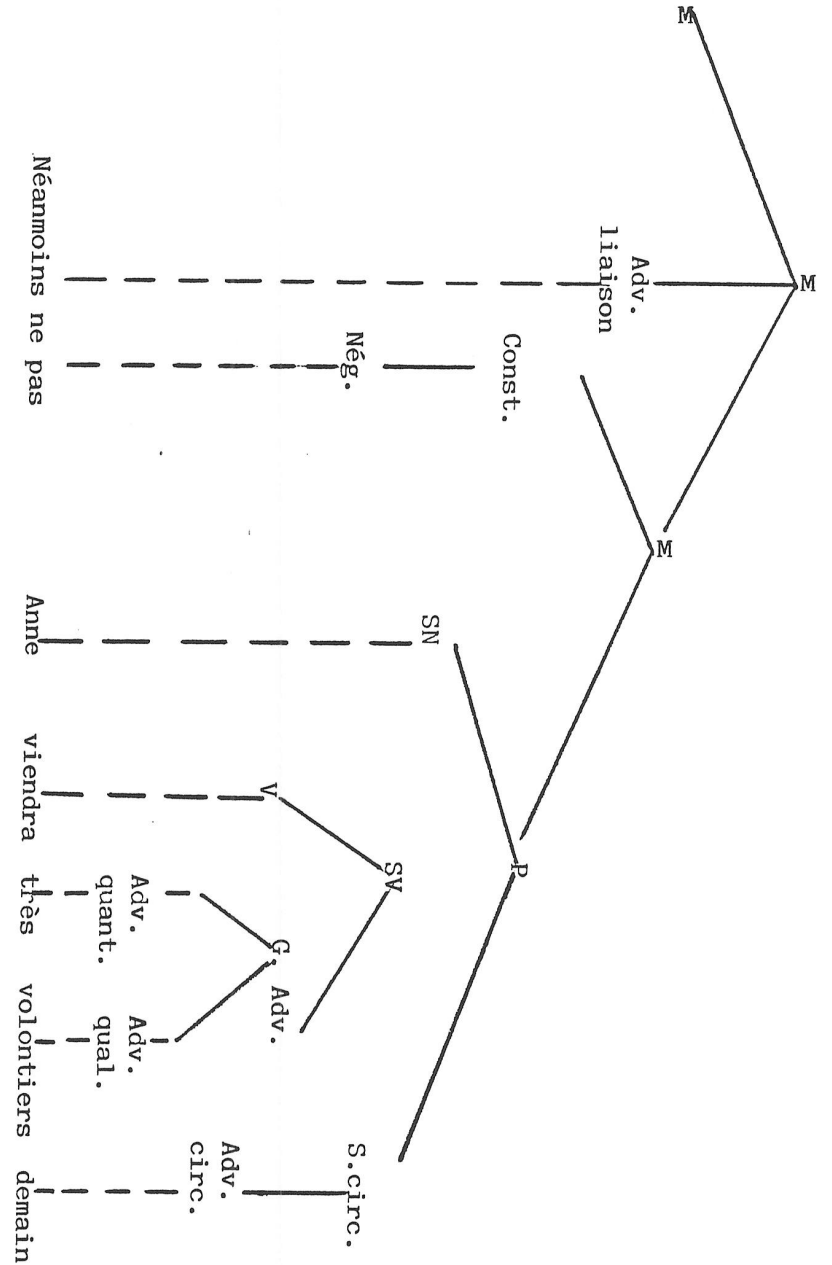 M
M
Adv.
liaison
M
Const.
Nég.
P
SN
SV
S.circ.
V
G. Adv.
Adv.
circ.
Adv.
quant.
Adv.
qual.
Néanmoins ne pas Anne viendra très volontiers demain